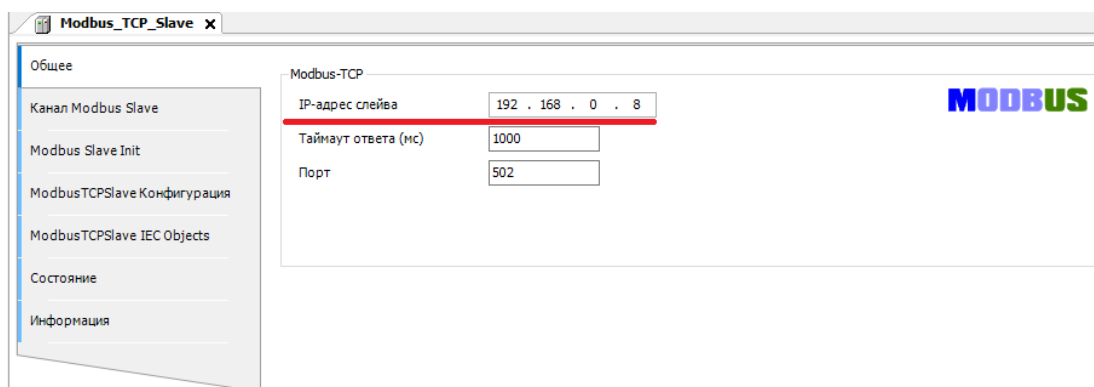 Modbus_TCP_Slave X
Общее
Канал Modbus Slave
Modbus Slave Init
ModbusTCPSlave Конфигурация
ModbusTCPSlave IEC Objects
Состояние
Информация
Modbus-TCP
IP-адрес слейва 192 . 168 . 0 . 8
Таймаут ответа (мс) 1000
Порт 502
MODBUS